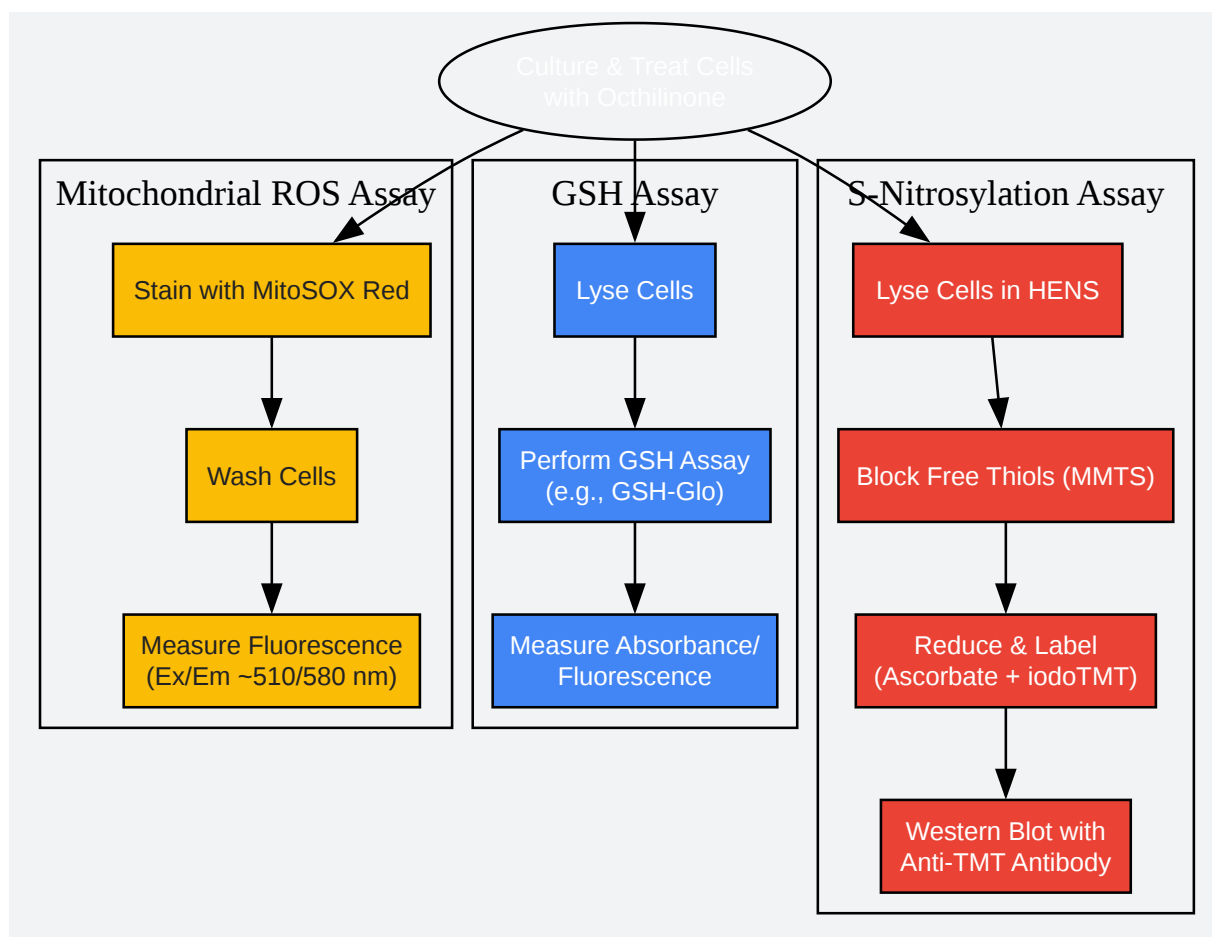 Culture & Treat Cells
with Octhilinone
Mitochondrial ROS Assay
Stain with MitoSOX Red
Wash Cells
Measure Fluorescence
(Ex/Em ~510/580 nm)
GSH Assay
Lyse Cells
Perform GSH Assay
(e.g., GSH-Glo)
Measure Absorbance/
Fluorescence
S-Nitrosylation Assay
Lyse Cells in HENS
Block Free Thiols (MMTS)
Reduce & Label
(Ascorbate + iodoTMT)
Western Blot with
Anti-TMT Antibody